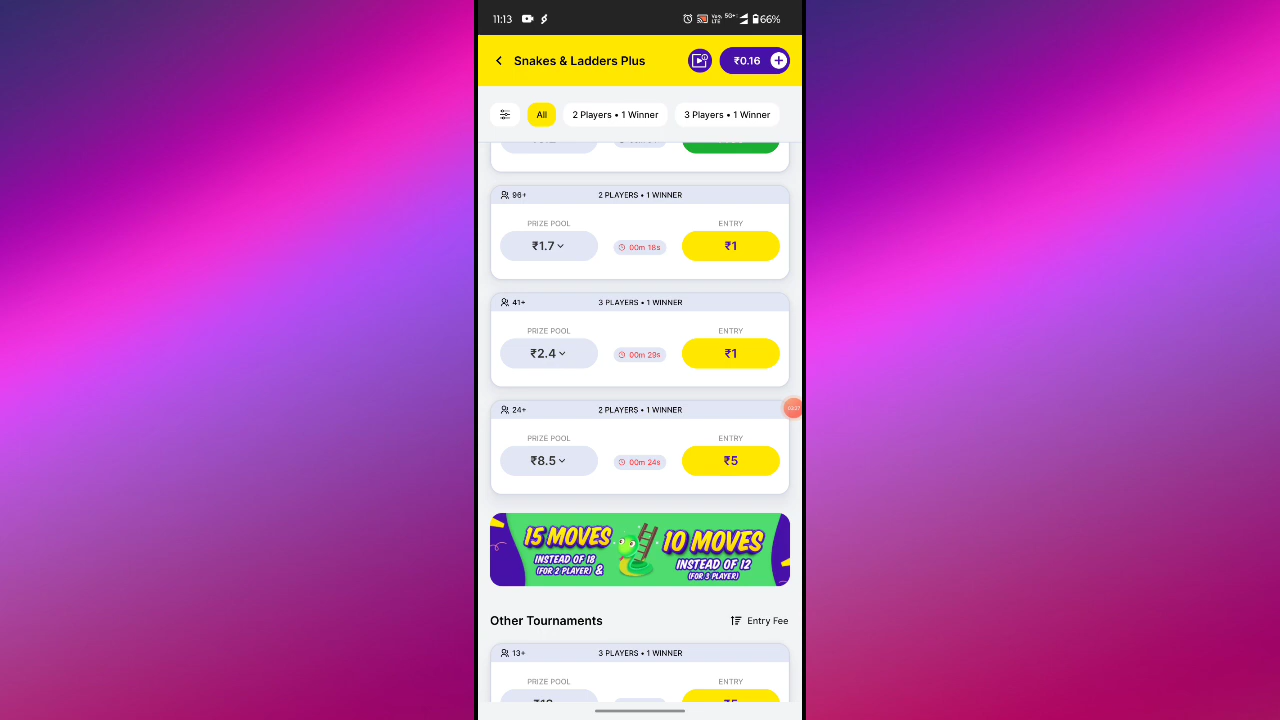 11:13 5G+ 66%
Snakes & Ladders Plus ₹0.16
All 2 Players • 1 Winner 3 Players • 1 Winner
96+ 2 PLAYERS • 1 WINNER
PRIZE POOL ENTRY
₹1.7 00m 18s ₹1
41+ 3 PLAYERS • 1 WINNER
PRIZE POOL ENTRY
₹2.4 00m 29s ₹1
24+ 2 PLAYERS • 1 WINNER
PRIZE POOL ENTRY
₹8.5 00m 24s ₹5
15 MOVES 10 MOVES
INSTEAD OF 18 INSTEAD OF 12
(FOR 2 PLAYER) & (FOR 3 PLAYER)
Other Tournaments Entry Fee
13+ 3 PLAYERS • 1 WINNER
PRIZE POOL ENTRY